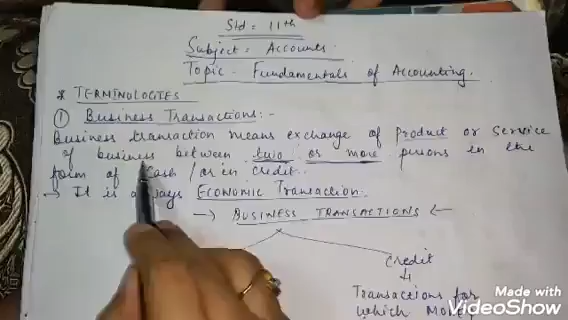 Std = 11th
Subject = Accounts.
Topic - Fundamentals of Accounting.
* TERMINOLOGIES
① Business Transactions:-
Business transaction means exchange of Product or Service
of business between two or more persons in the
form of Cash / or in credit.
→ It is always ECONOMIC Transaction.
→ BUSINESS TRANSACTIONS ←
Credit
↓
Transactions for
which Money
Made with
VideoShow